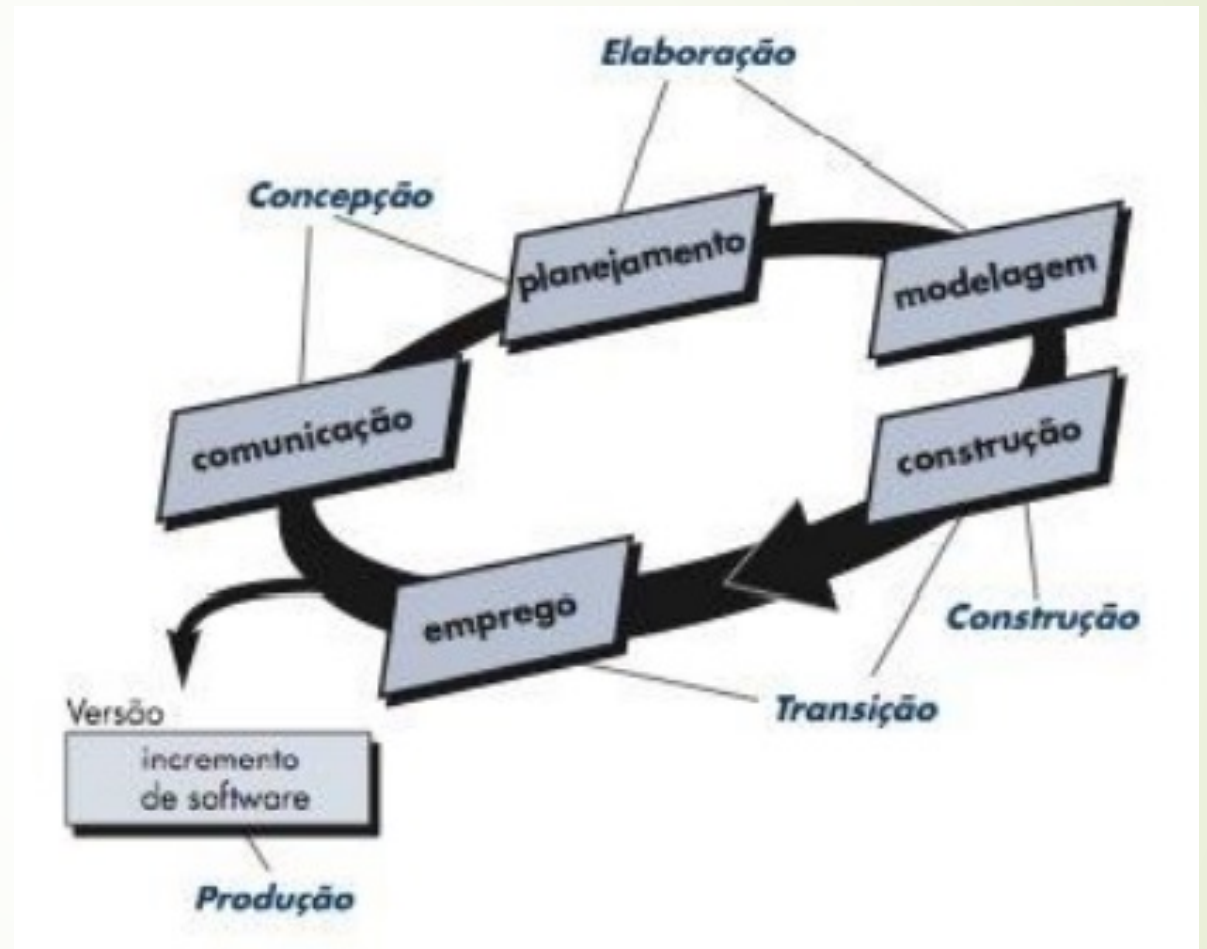 Elaboração
Concepção
planejamento
modelagem
comunicação
construção
emprego
Construção
Transição
Versão
incremento
de software
Produção